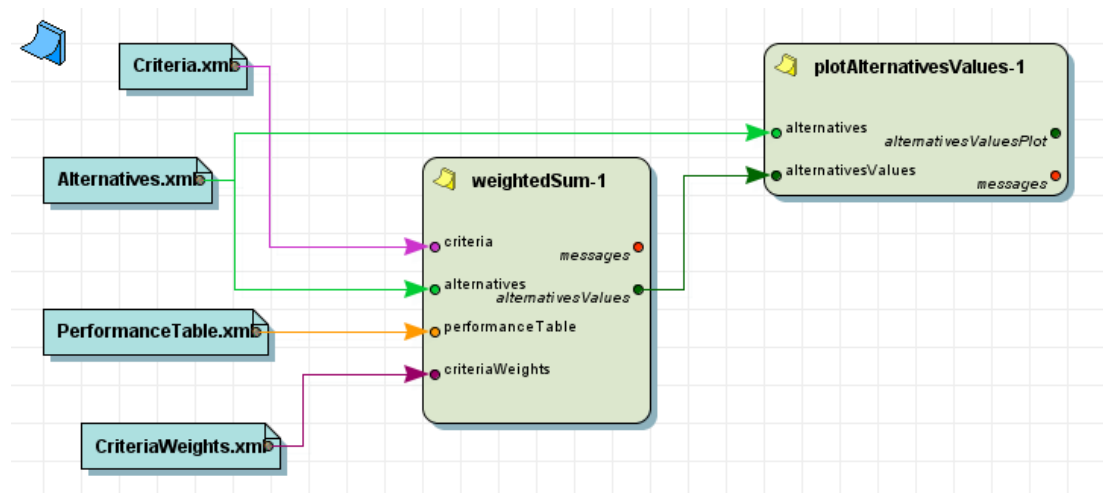 Criteria.xml
plotAlternativesValues-1
alternatives
alternativesValuesPlot
alternativesValues
messages
Alternatives.xml
weightedSum-1
criteria
messages
alternatives
alternativesValues
PerformanceTable.xml
performanceTable
criteriaWeights
CriteriaWeights.xml